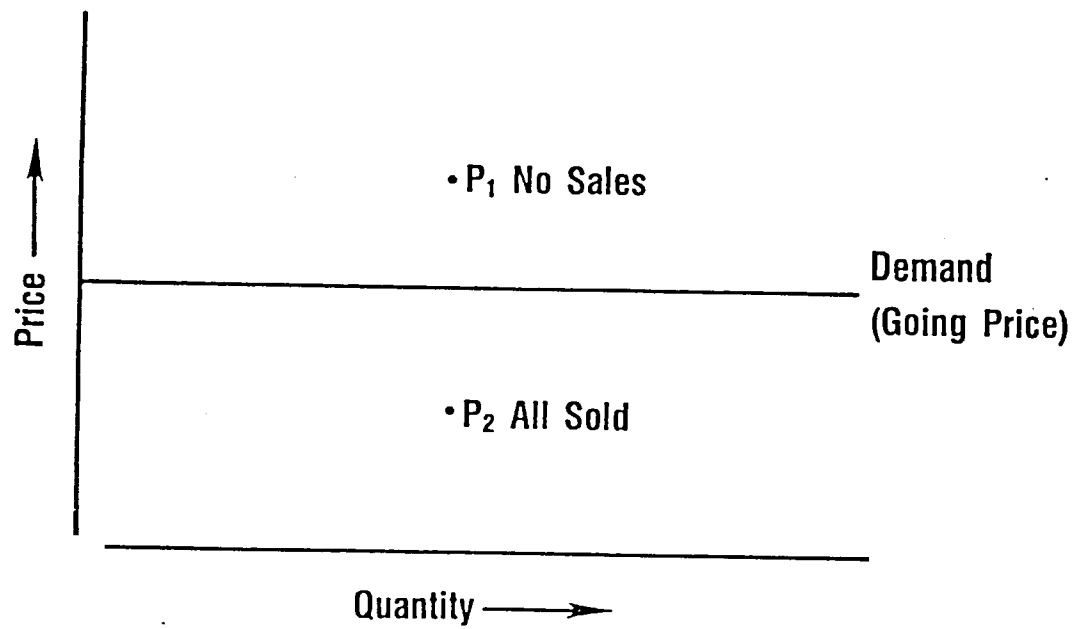 • P₁ No Sales
Demand
(Going Price)
Price
• P₂ All Sold
Quantity